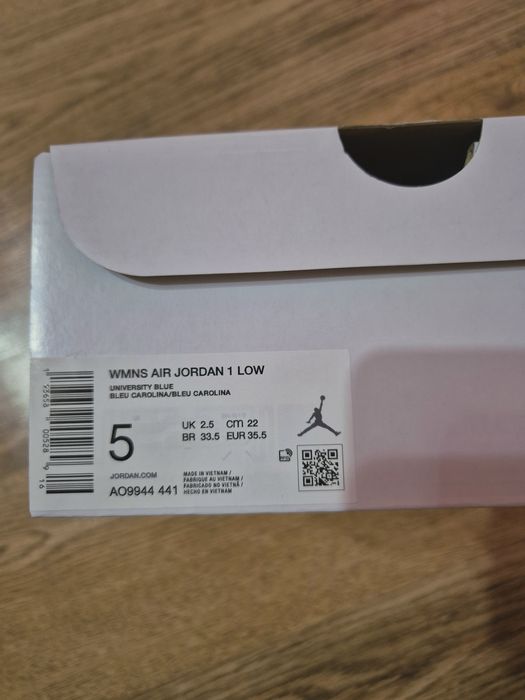 WMNS AIR JORDAN 1 LOW
UNIVERSITY BLUE
BLEU CAROLINA/BLEU CAROLINA
5
UK 2.5 cm 22
BR 33.5 EUR 35.5
JORDAN.COM
AO9944 441
MADE IN VIETNAM /
FABRIQUE AU VIETNAM /
FABRICADO NO VIETNÃ /
HECHO EN VIETNAM